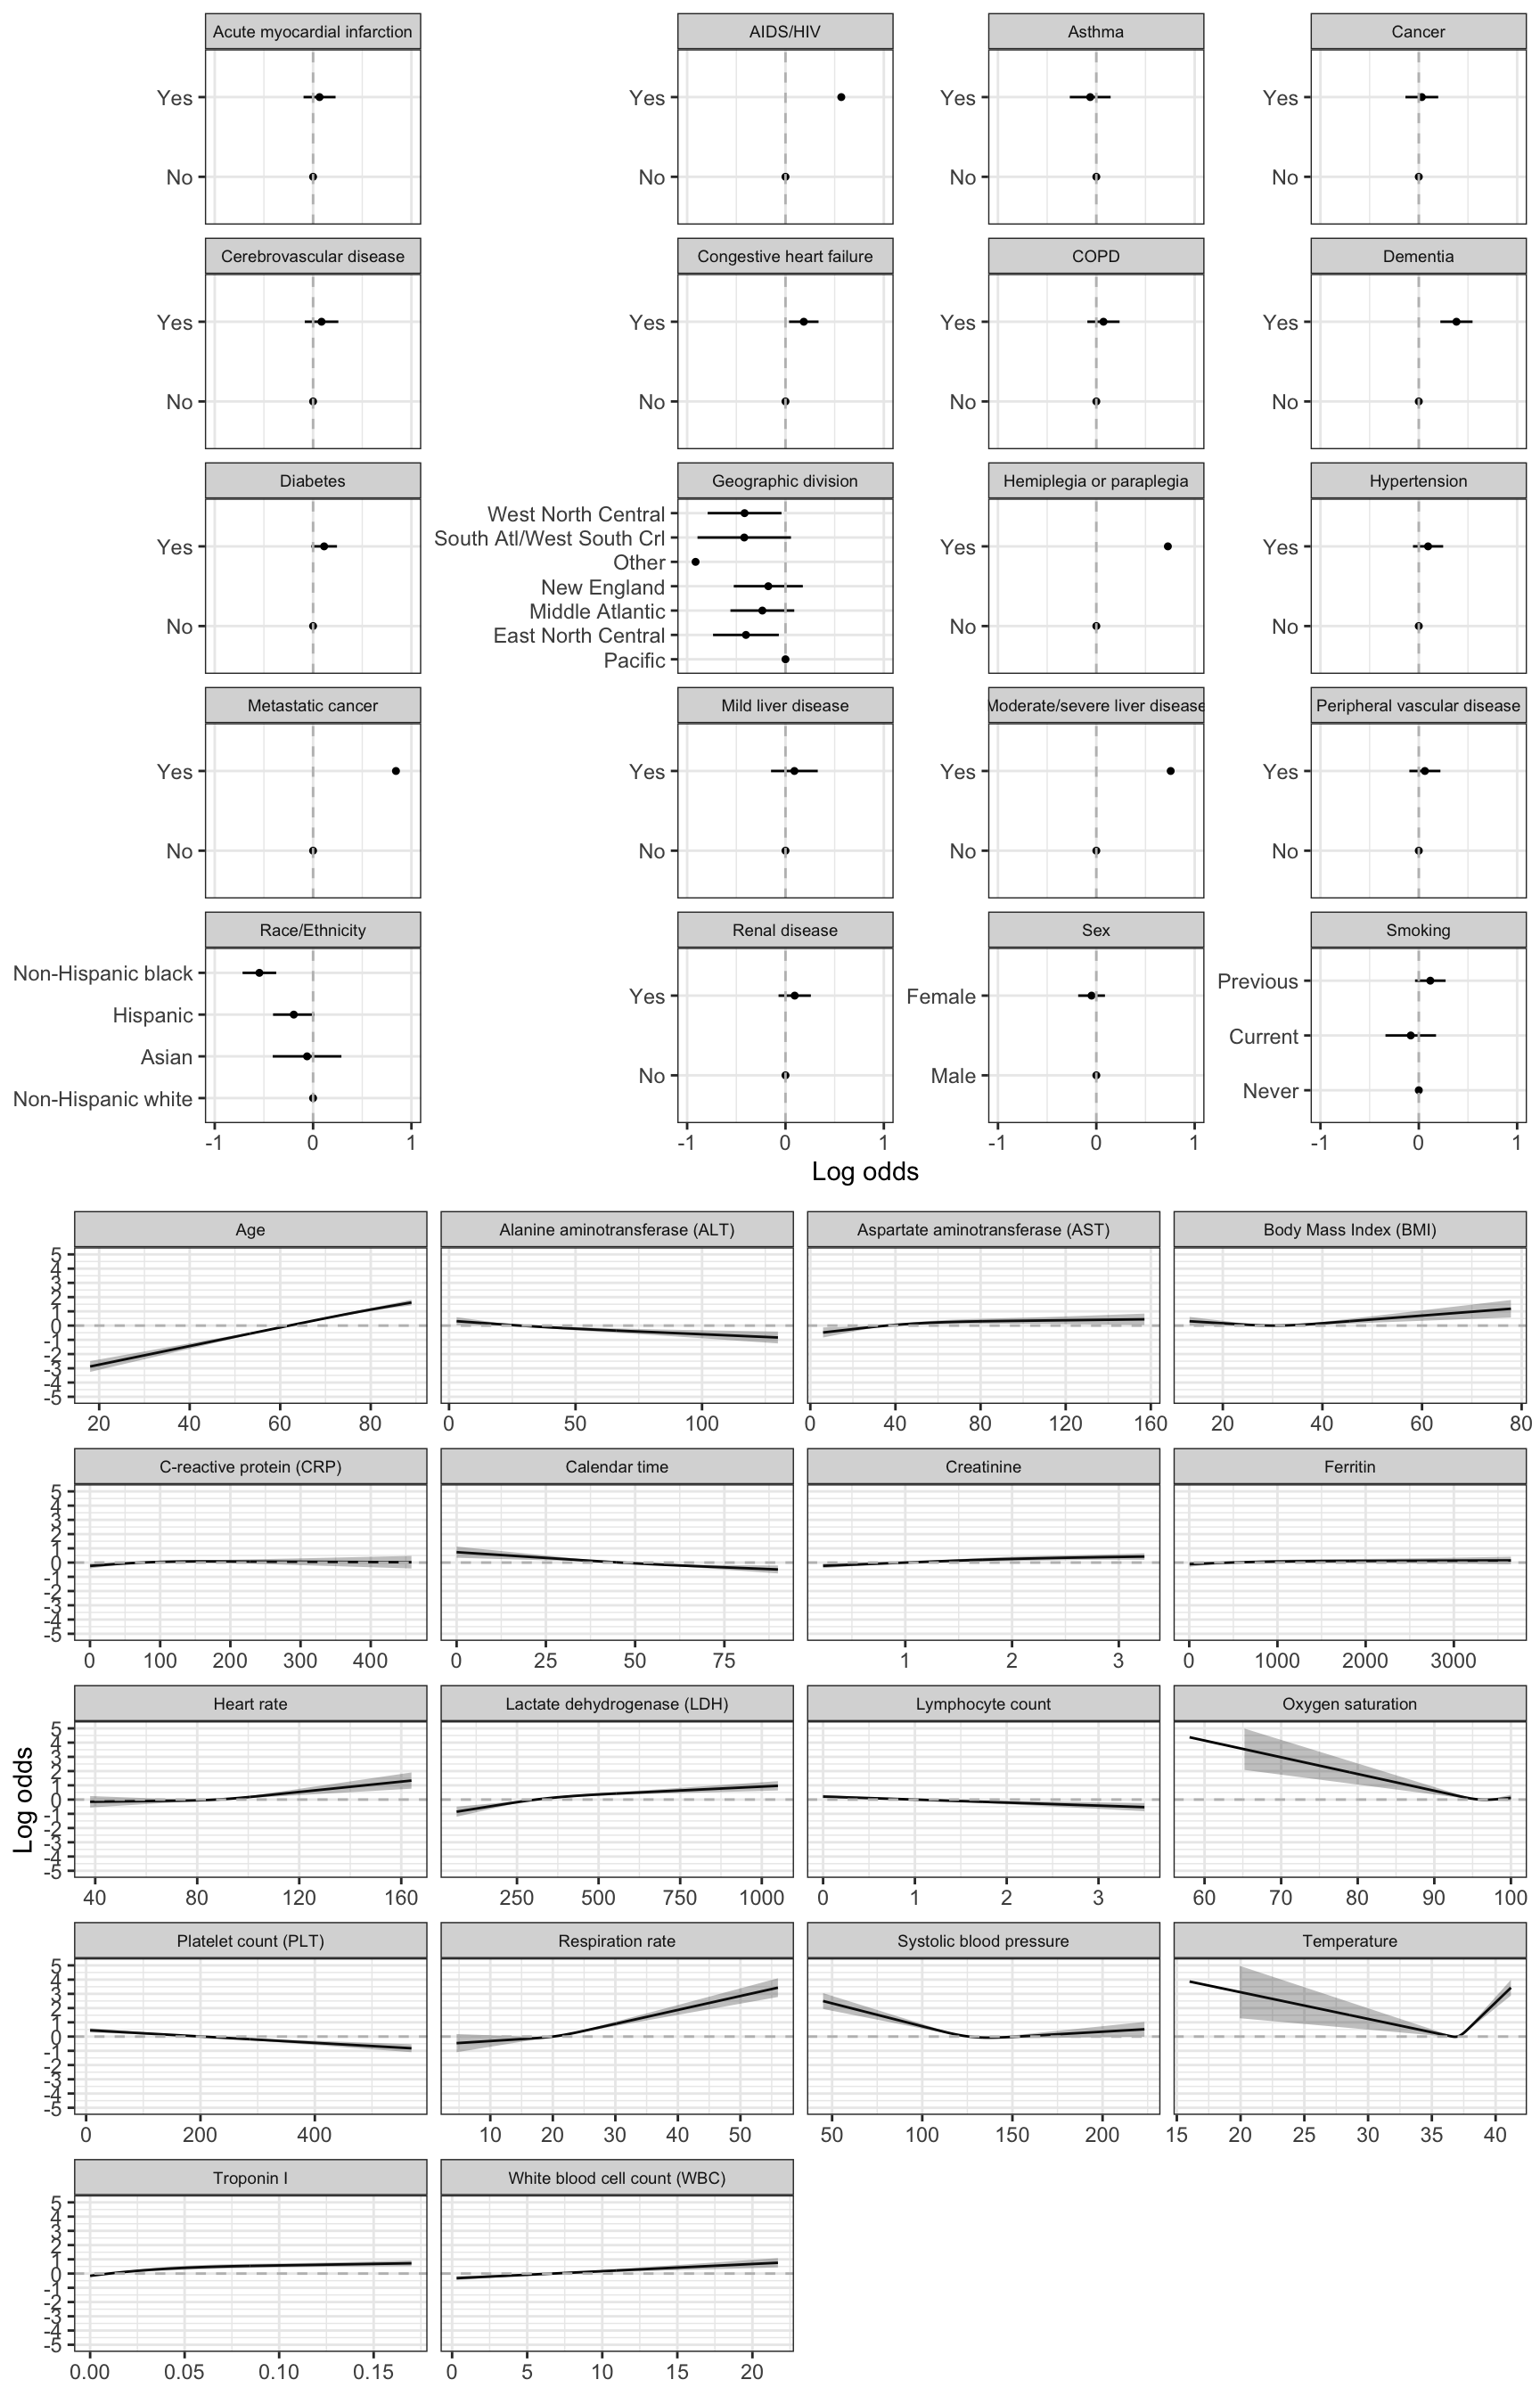 Acute myocardial infarction
Yes
No
AIDS/HIV
Yes
No
Asthma
Yes
No
Cancer
Yes
No
Cerebrovascular disease
Yes
No
Congestive heart failure
Yes
No
COPD
Yes
No
Dementia
Yes
No
Diabetes
Yes
No
Geographic division
West North Central
South Atl/West South Crl
Other
New England
Middle Atlantic
East North Central
Pacific
Hemiplegia or paraplegia
Yes
No
Hypertension
Yes
No
Metastatic cancer
Yes
No
Mild liver disease
Yes
No
Moderate/severe liver disease
Yes
No
Peripheral vascular disease
Yes
No
Race/Ethnicity
Non-Hispanic black
Hispanic
Asian
Non-Hispanic white
-1 0 1
Renal disease
Yes
No
-1 0 1
Sex
Female
Male
-1 0 1
Smoking
Previous
Current
Never
-1 0 1
Log odds
Log odds
Age
5
4
3
2
1
0
-1
-2
-3
-4
-5
20 40 60 80
Alanine aminotransferase (ALT)
0 50 100
Aspartate aminotransferase (AST)
0 40 80 120 160
Body Mass Index (BMI)
20 40 60 80
C-reactive protein (CRP)
5
4
3
2
1
0
-1
-2
-3
-4
-5
0 100 200 300 400
Calendar time
0 25 50 75
Creatinine
1 2 3
Ferritin
0 1000 2000 3000
Heart rate
5
4
3
2
1
0
-1
-2
-3
-4
-5
40 80 120 160
Lactate dehydrogenase (LDH)
250 500 750 1000
Lymphocyte count
0 1 2 3
Oxygen saturation
60 70 80 90 100
Platelet count (PLT)
5
4
3
2
1
0
-1
-2
-3
-4
-5
0 200 400
Respiration rate
10 20 30 40 50
Systolic blood pressure
50 100 150 200
Temperature
15 20 25 30 35 40
Troponin I
5
4
3
2
1
0
-1
-2
-3
-4
-5
0.00 0.05 0.10 0.15
White blood cell count (WBC)
0 5 10 15 20